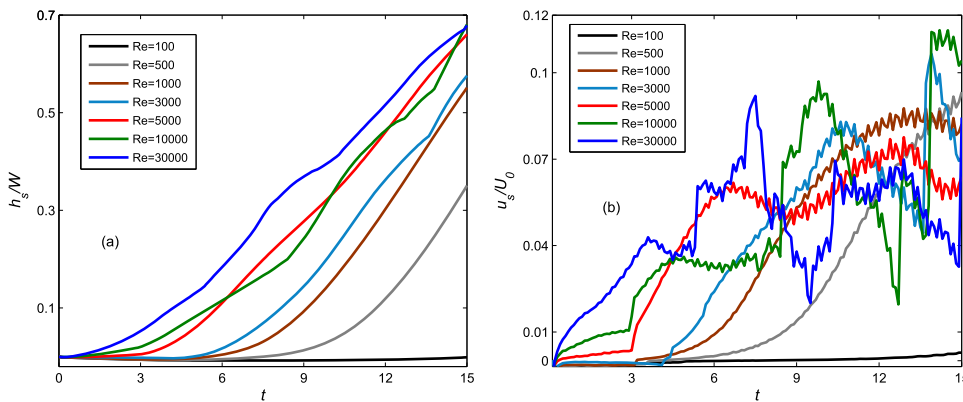 0.7
0.5
0.3
0.1
0
3
6
9
12
15
h_s/W
t
Re=100
Re=500
Re=1000
Re=3000
Re=5000
Re=10000
Re=30000
(a)
0.12
0.1
0.07
0.04
0.01
0
3
6
9
12
15
u_s/U_0
t
Re=100
Re=500
Re=1000
Re=3000
Re=5000
Re=10000
Re=30000
(b)